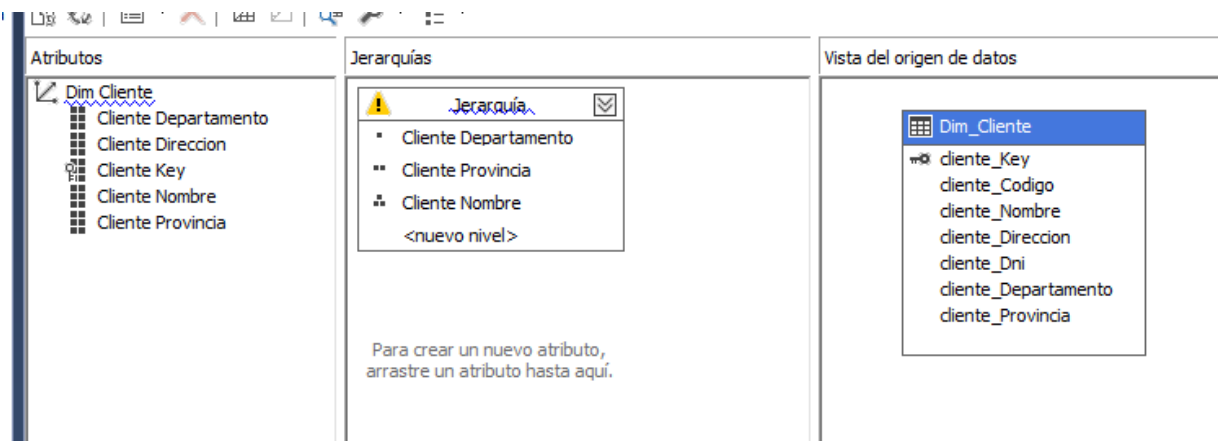 Atributos
Dim Cliente
Cliente Departamento
Cliente Direccion
Cliente Key
Cliente Nombre
Cliente Provincia
Jerarquías
Jerarquía
Cliente Departamento
Cliente Provincia
Cliente Nombre
<nuevo nivel>
Para crear un nuevo atributo,
arrastre un atributo hasta aquí.
Vista del origen de datos
Dim_Cliente
cliente_Key
cliente_Codigo
cliente_Nombre
cliente_Direccion
cliente_Dni
cliente_Departamento
cliente_Provincia